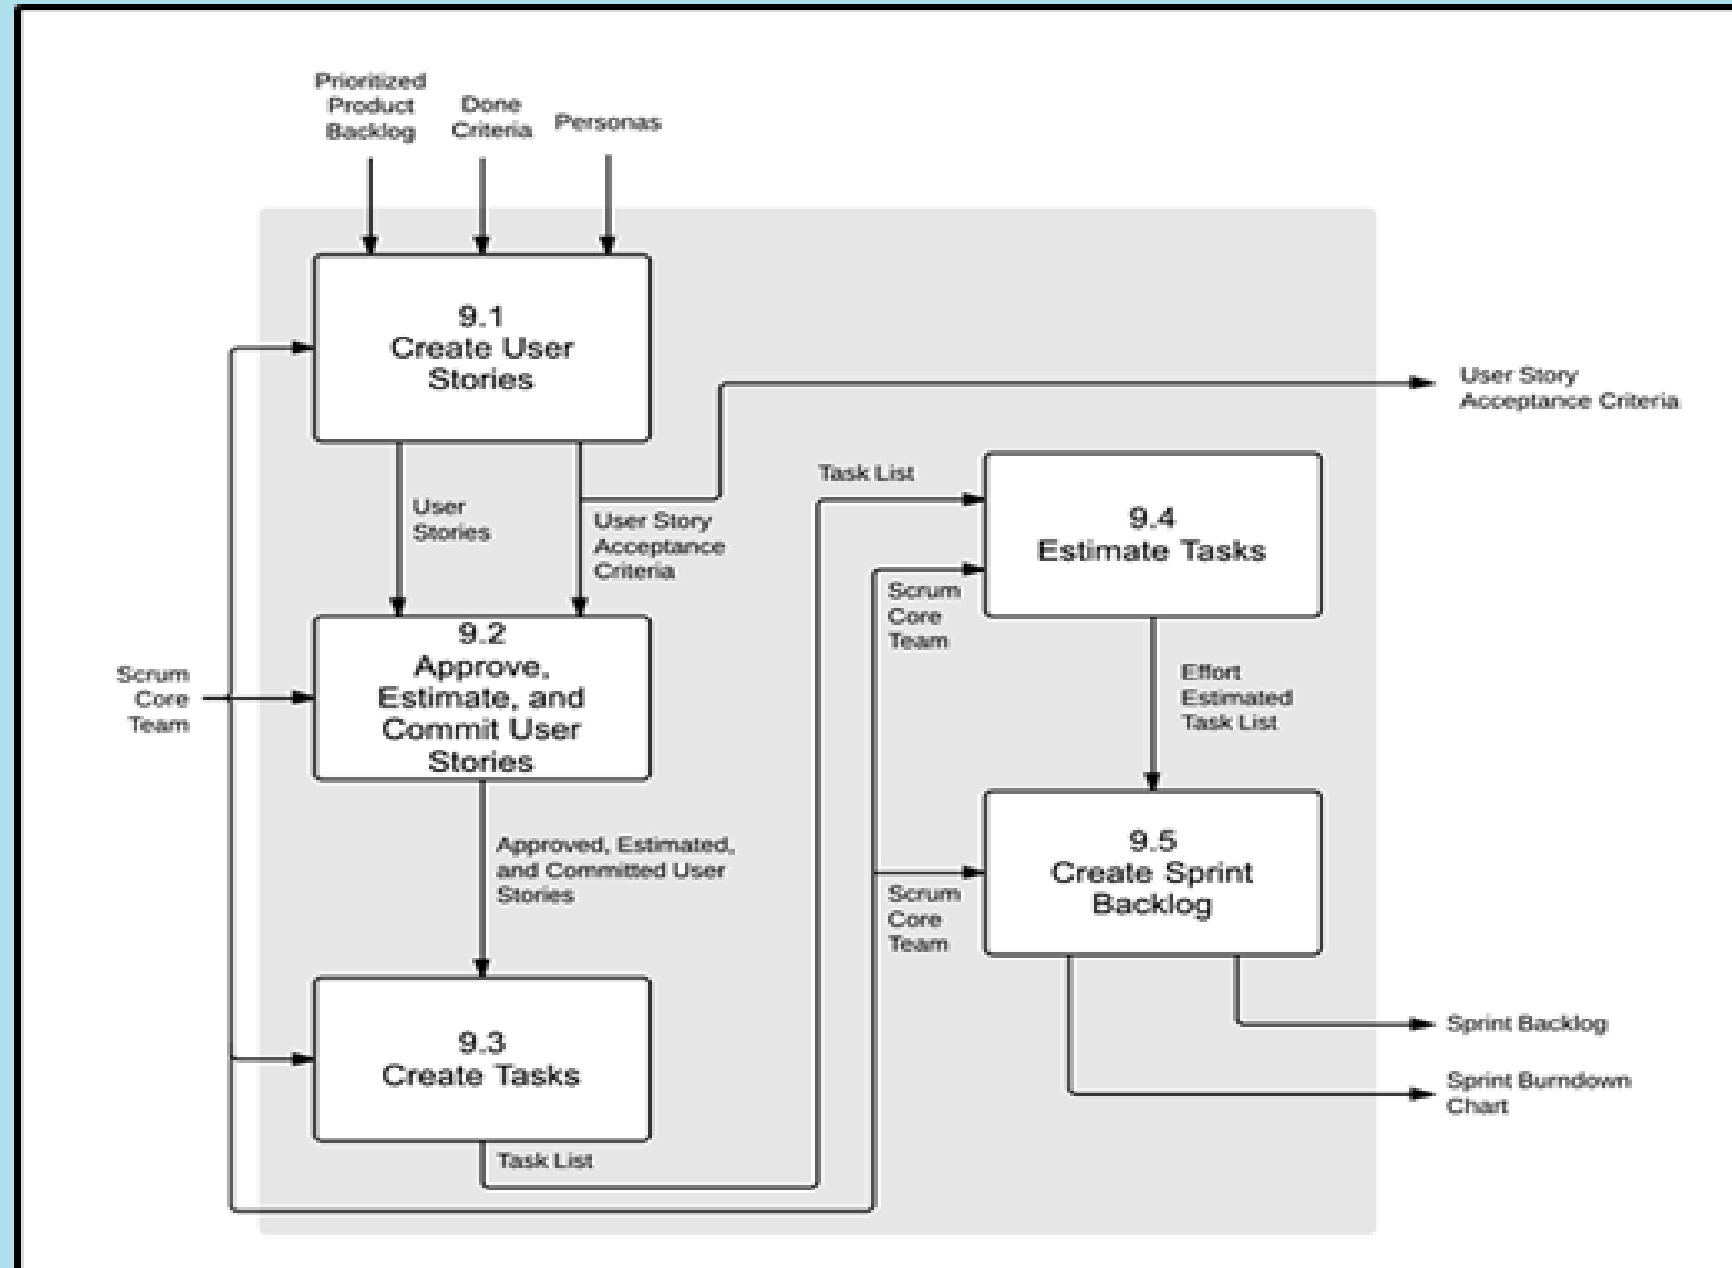 Prioritized
Product
Backlog
Done
Criteria
Personas
9.1
Create User
Stories
User Story
Acceptance Criteria
Task List
User
Stories
User Story
Acceptance
Criteria
9.4
Estimate Tasks
Scrum
Core
Team
9.2
Approve,
Estimate, and
Commit User
Stories
Scrum
Core
Team
Effort
Estimated
Task List
Approved, Estimated,
and Committed User
Stories
9.5
Create Sprint
Backlog
Scrum
Core
Team
9.3
Create Tasks
Sprint Backlog
Sprint Burndown
Chart
Task List